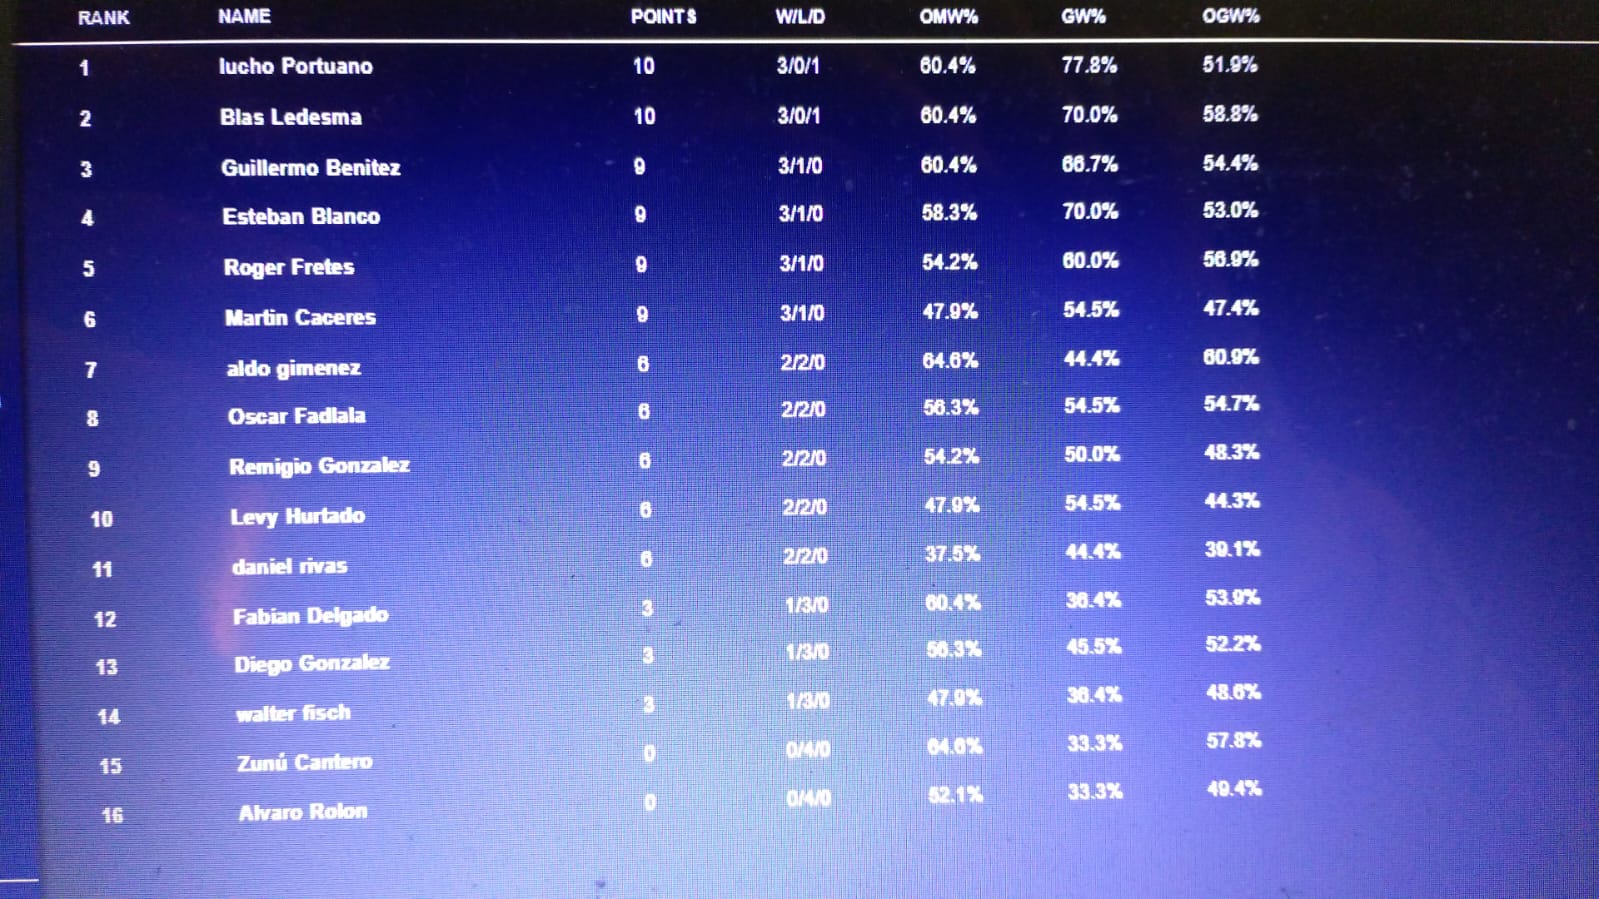 RANK NAME POINTS W/L/D OMW% GW% OGW%
1 lucho Portuano 10 3/0/1 60.4% 77.8% 51.9%
2 Blas Ledesma 10 3/0/1 60.4% 70.0% 58.8%
3 Guillermo Benitez 9 3/1/0 60.4% 66.7% 54.4%
4 Esteban Blanco 9 3/1/0 58.3% 70.0% 53.0%
5 Roger Fretes 9 3/1/0 54.2% 60.0% 56.9%
6 Martin Caceres 9 3/1/0 47.9% 54.5% 47.4%
7 aldo gimenez 6 2/2/0 64.6% 44.4% 60.9%
8 Oscar Fadlala 6 2/2/0 56.3% 54.5% 54.7%
9 Remigio Gonzalez 6 2/2/0 54.2% 50.0% 48.3%
10 Levy Hurtado 6 2/2/0 47.9% 54.5% 44.3%
11 daniel rivas 6 2/2/0 37.5% 44.4% 39.1%
12 Fabian Delgado 3 1/3/0 60.4% 36.4% 53.9%
13 Diego Gonzalez 3 1/3/0 56.3% 45.5% 52.2%
14 walter fisch 3 1/3/0 47.9% 36.4% 48.6%
15 Zunú Cantero 0 0/4/0 64.6% 33.3% 57.8%
16 Alvaro Rolon 0 0/4/0 52.1% 33.3% 49.4%